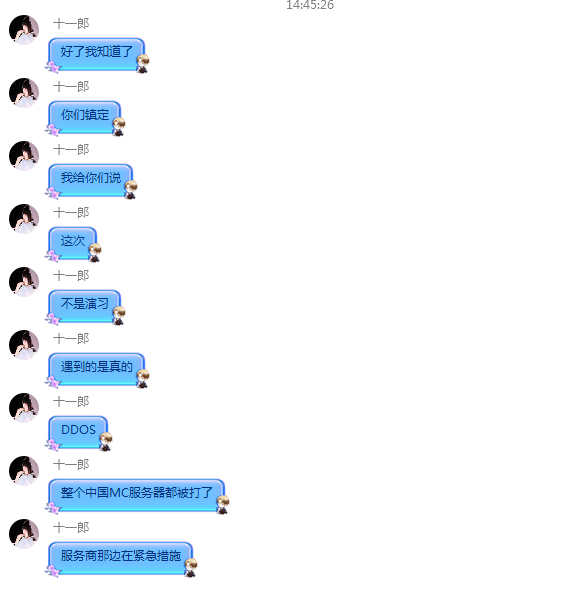 14:45:26
十一郎
好了我知道了
十一郎
你们镇定
十一郎
我给你们说
十一郎
这次
十一郎
不是演习
十一郎
遇到的是真的
十一郎
DDOS
十一郎
整个中国MC服务器都被打了
十一郎
服务商那边在紧急措施